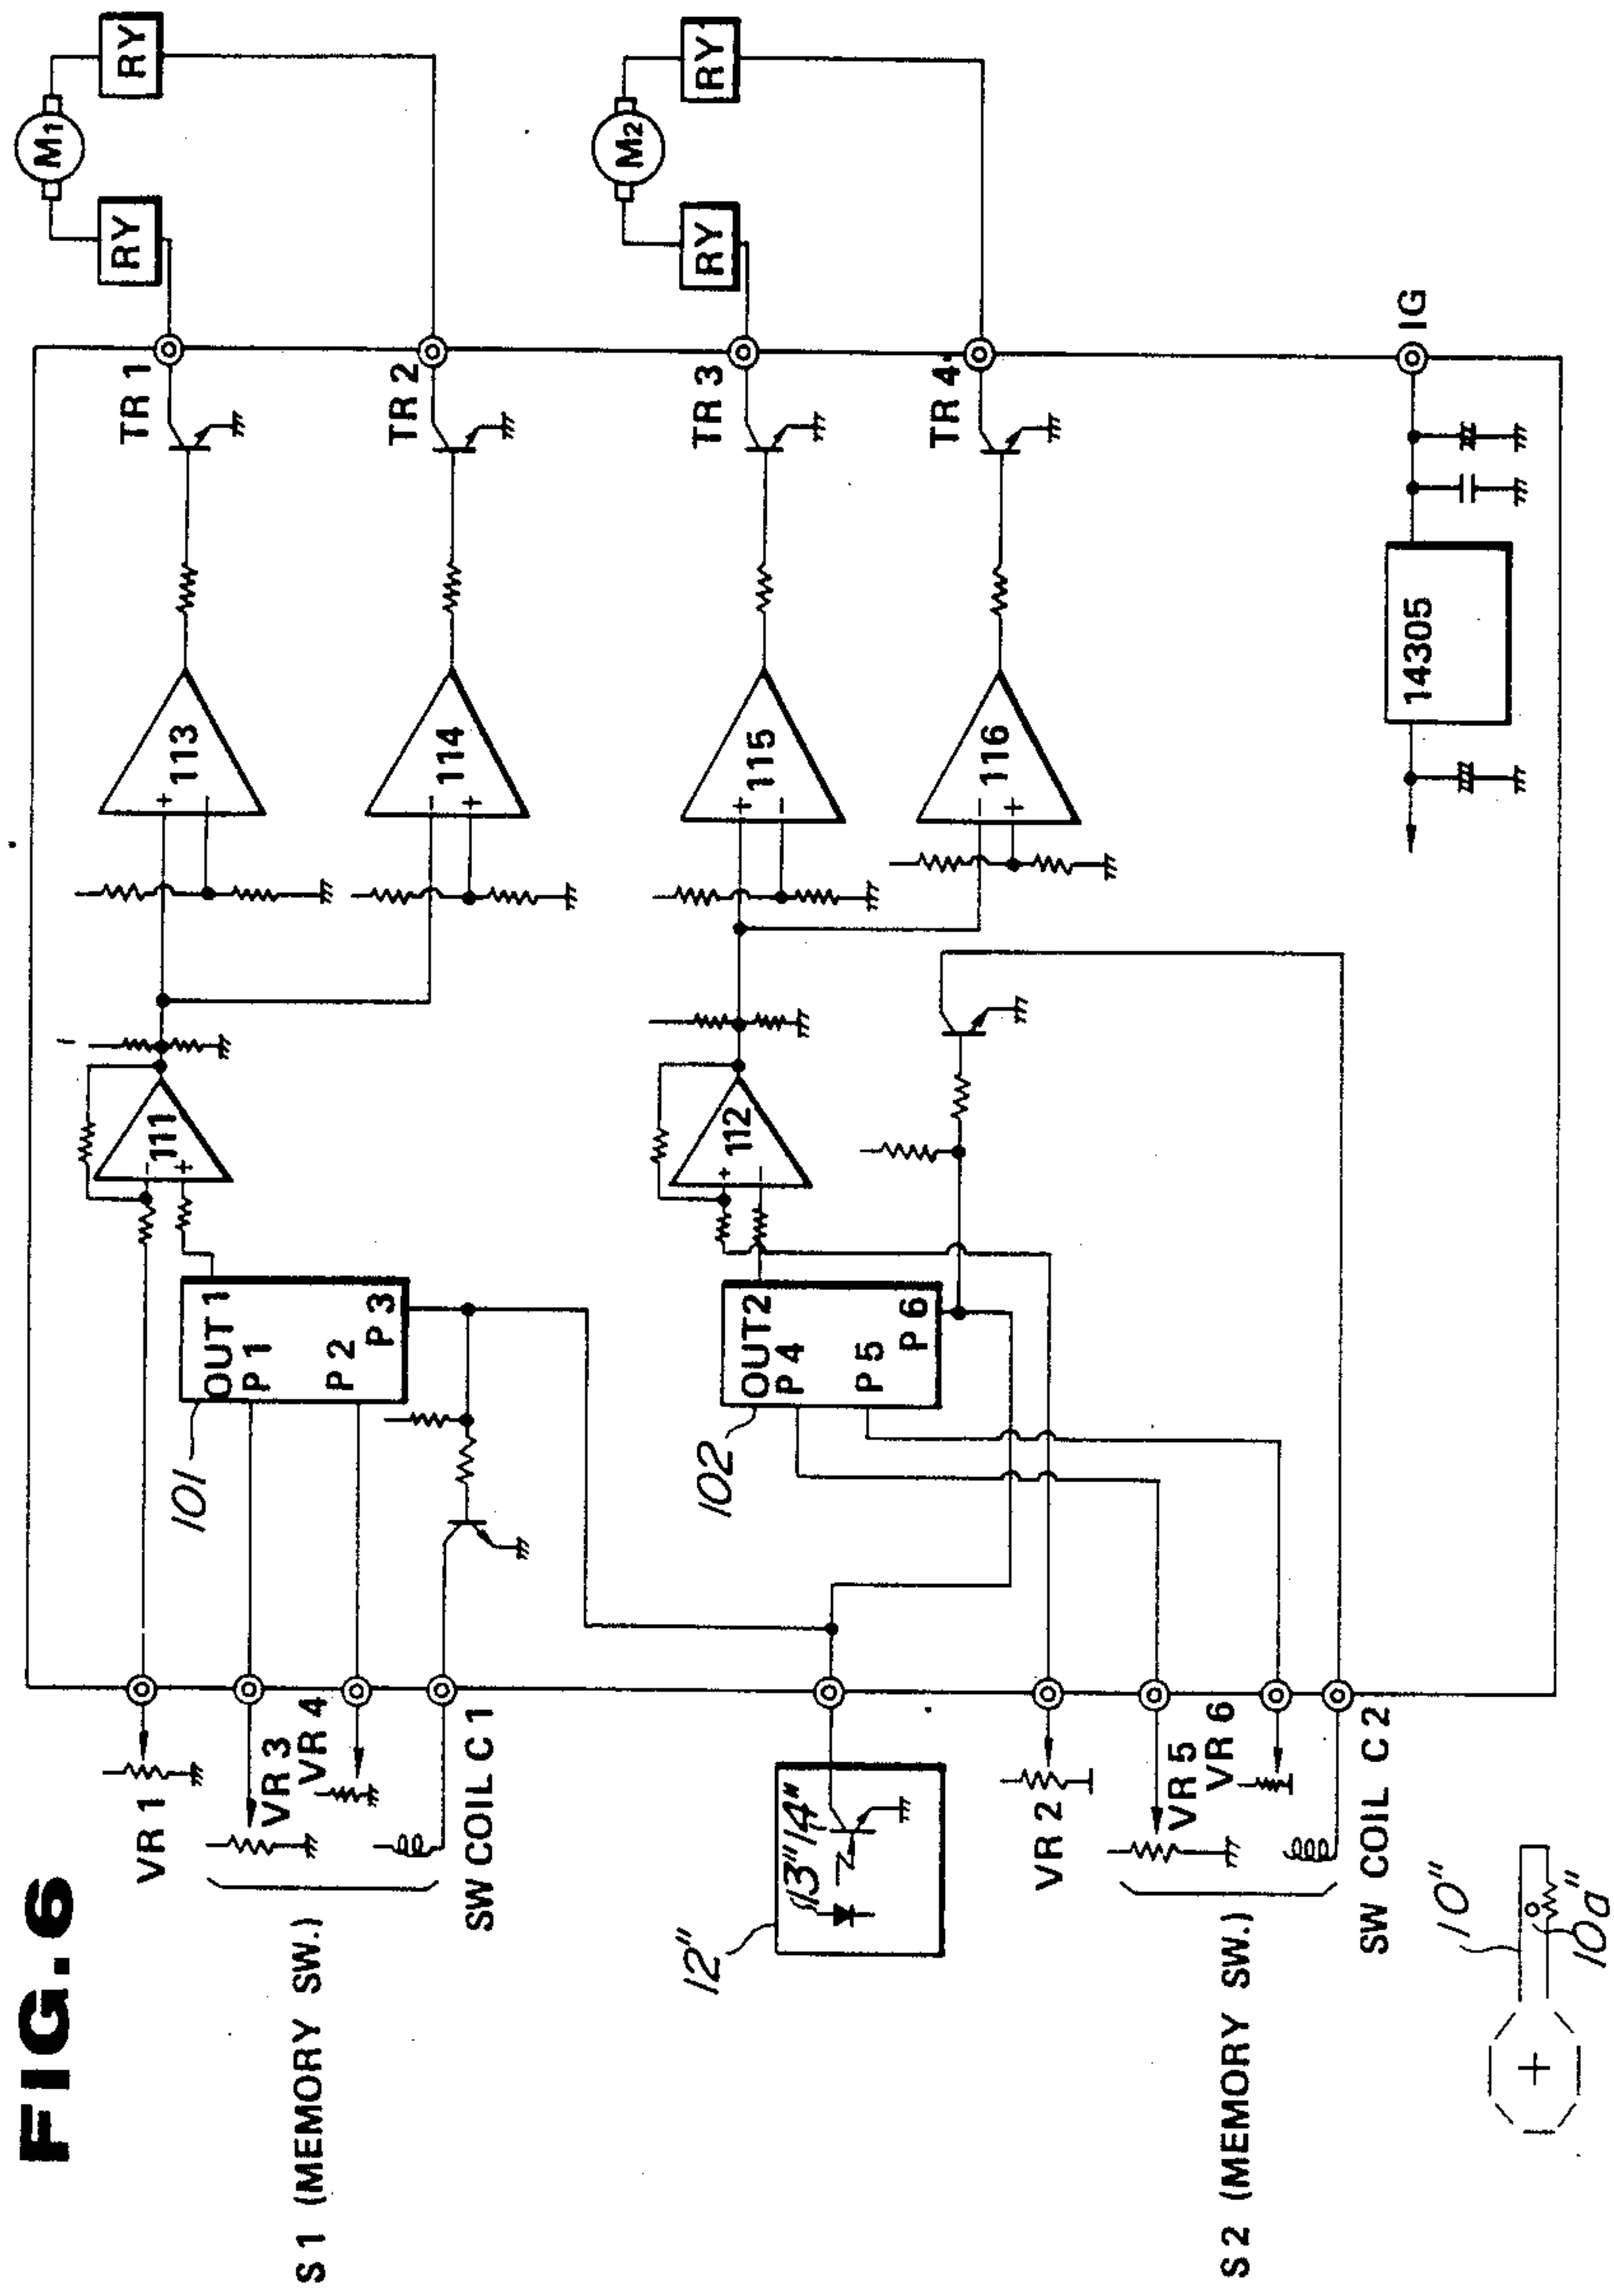 FIG.6
S1 (MEMORY SW.)
VR 1
VR 3
VR 4
SW COIL C1
101
OUT 1
P 1
P 2
P 3
111
- +
113
+ -
114
- +
TR 1
TR 2
RY
M1
RY
12"
13"
14"
VR 2
S2 (MEMORY SW.)
VR 5
VR 6
SW COIL C2
102
OUT2
P 4
P 5
P 6
112
+ -
115
+ -
116
- +
TR 3
TR 4
RY
M2
RY
14305
IG
10"
10a"
+